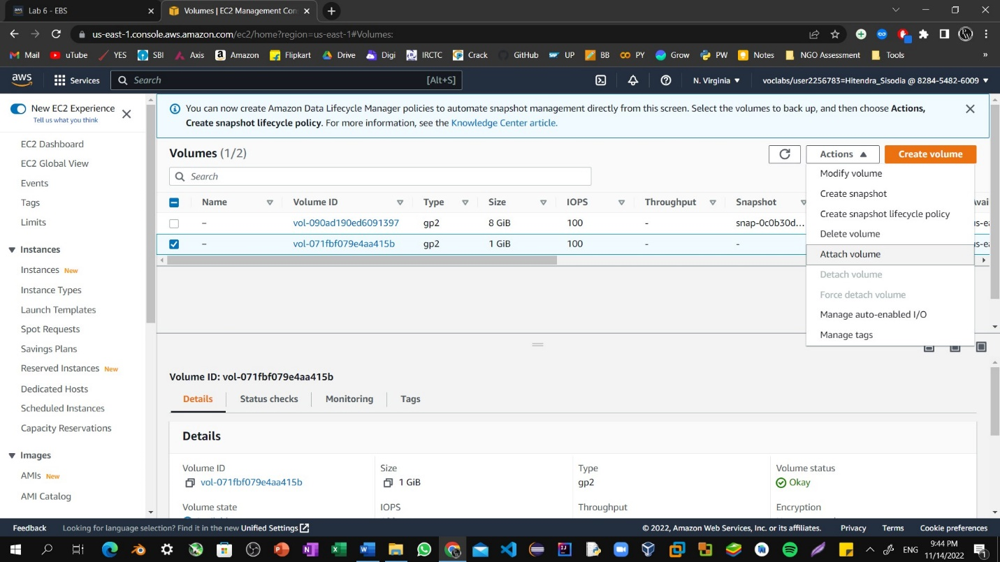 Lab 6 - EBS
Volumes | EC2 Management Con
us-east-1.console.aws.amazon.com/ec2/home?region=us-east-1#Volumes:
Mail uTube YES SBI Axis Amazon Flipkart Drive Digi IRCTC Crack GitHub UP BB PY Grow PW Notes NGO Assessment Tools »
aws Services Search [Alt+S] N. Virginia voclabs/user2256783=Hitendra_Sisodia @ 8284-5482-6009
New EC2 Experience
Tell us what you think
EC2 Dashboard
EC2 Global View
Events
Tags
Limits
Instances
Instances New
Instance Types
Launch Templates
Spot Requests
Savings Plans
Reserved Instances New
Dedicated Hosts
Scheduled Instances
Capacity Reservations
Images
AMIs New
AMI Catalog
You can now create Amazon Data Lifecycle Manager policies to automate snapshot management directly from this screen. Select the volumes to back up, and then choose Actions,
Create snapshot lifecycle policy. For more information, see the Knowledge Center article.
Volumes (1/2)
Actions
Create volume
Search
Name Volume ID Type Size IOPS Throughput Snapshot
– vol-090ad190ed6091397 gp2 8 GiB 100 - snap-0c0b30d...
– vol-071fbf079e4aa415b gp2 1 GiB 100 - -
Modify volume
Create snapshot
Create snapshot lifecycle policy
Delete volume
Attach volume
Detach volume
Force detach volume
Manage auto-enabled I/O
Manage tags
Volume ID: vol-071fbf079e4aa415b
Details Status checks Monitoring Tags
Details
Volume ID Size Type Volume status
vol-071fbf079e4aa415b 1 GiB gp2 Okay
Volume state IOPS Throughput Encryption
Feedback Looking for language selection? Find it in the new Unified Settings © 2022, Amazon Web Services, Inc. or its affiliates. Privacy Terms Cookie preferences
ENG
9:44 PM
11/14/2022
1